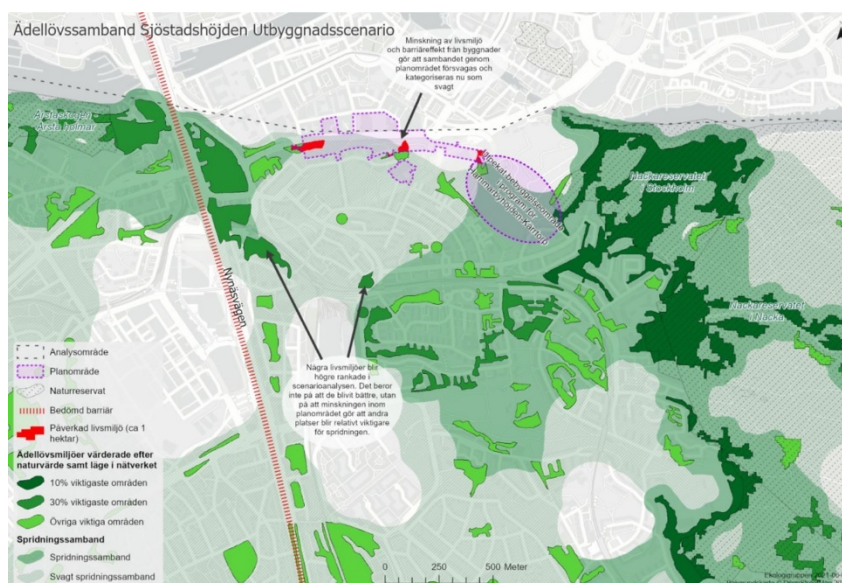 Ädellövssamband Sjöstadshöjden Utbyggnadsscenario
Minskning av livsmiljö
och barriäreffekt från byggnader
gör att sambandet genom
planområdet försvagas och
kategoriseras nu som
svagt
Årstaskogen -
Årsta holmar
Nackareservatet
/ Stockholm
Nackareservatet
i Nacka
Nynäsvägen
Några livsmiljöer blir
högre rankade i
scenarioanalysen. Det beror
inte på att de blivit bättre, utan
på att minskningen inom
planområdet gör att andra
platser blir relativt viktigare
för spridningen.
Analysområde
Planområde
Naturreservat
Bedömd barriär
Påverkad livsmiljö (ca 1
hektar)
Ädellövsmiljöer värderade efter
naturvärde samt läge i nätverket
10% viktigaste områden
30% viktigaste områden
Övriga viktiga områden
Spridningssamband
Spridningssamband
Svagt spridningssamband
0 250 500 Meter